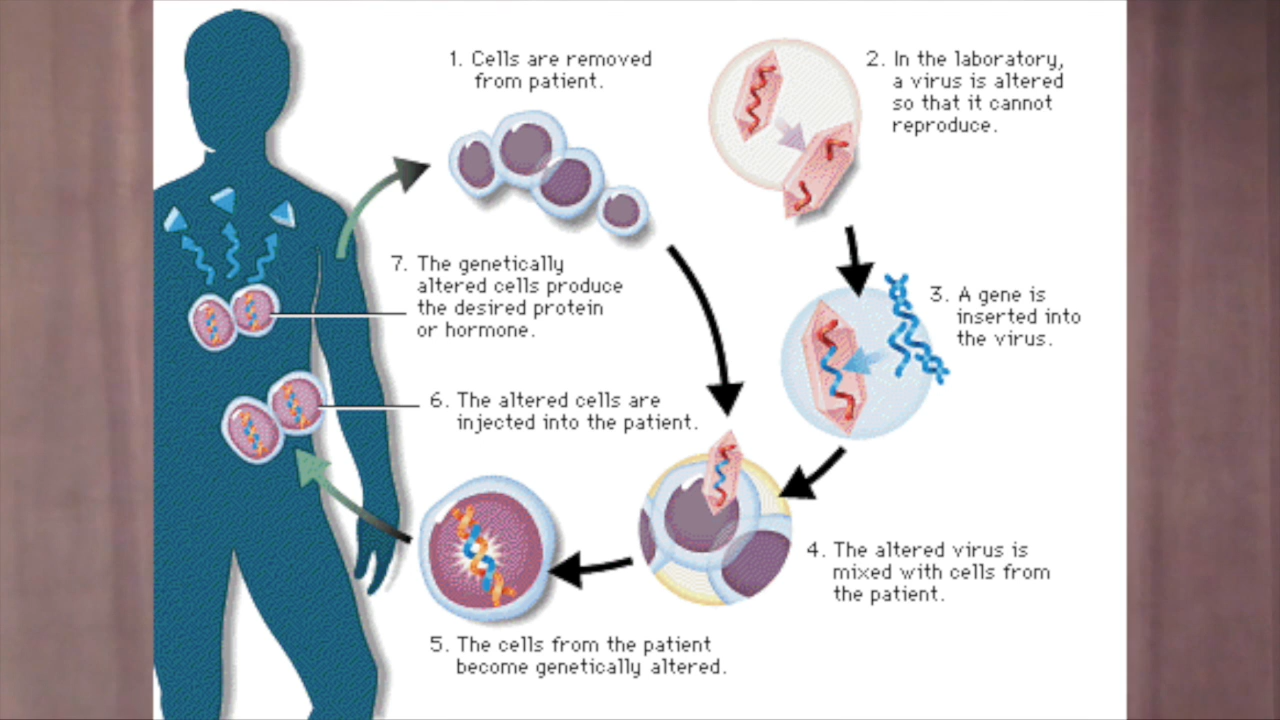 1. Cells are removed
from patient.
2. In the laboratory,
a virus is altered
so that it cannot
reproduce.
3. A gene is
inserted into
the virus.
4. The altered virus is
mixed with cells from
the patient.
5. The cells from the patient
become genetically altered.
6. The altered cells are
injected into the patient.
7. The genetically
altered cells produce
the desired protein
or hormone.